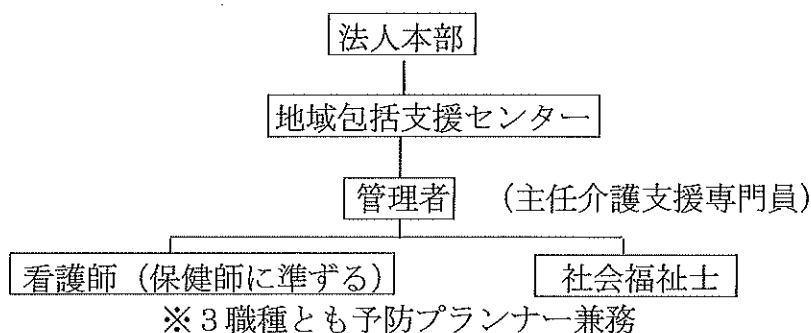 法人本部
地域包括支援センター
管理者 （主任介護支援専門員）
看護師（保健師に準ずる） 社会福祉士
※３職種とも予防プランナー兼務